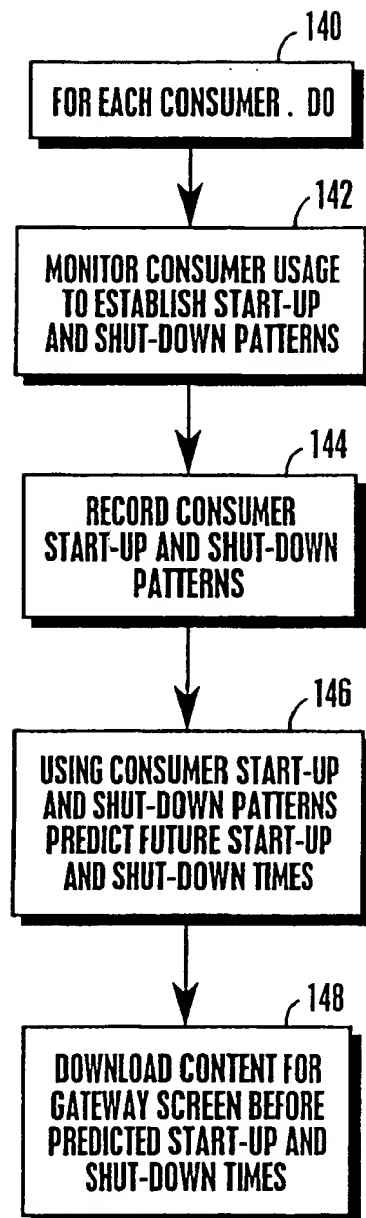 140
FOR EACH CONSUMER . DO
142
MONITOR CONSUMER USAGE
TO ESTABLISH START-UP
AND SHUT-DOWN PATTERNS
144
RECORD CONSUMER
START-UP AND SHUT-DOWN
PATTERNS
146
USING CONSUMER START-UP
AND SHUT-DOWN PATTERNS
PREDICT FUTURE START-UP
AND SHUT-DOWN TIMES
148
DOWNLOAD CONTENT FOR
GATEWAY SCREEN BEFORE
PREDICTED START-UP AND
SHUT-DOWN TIMES